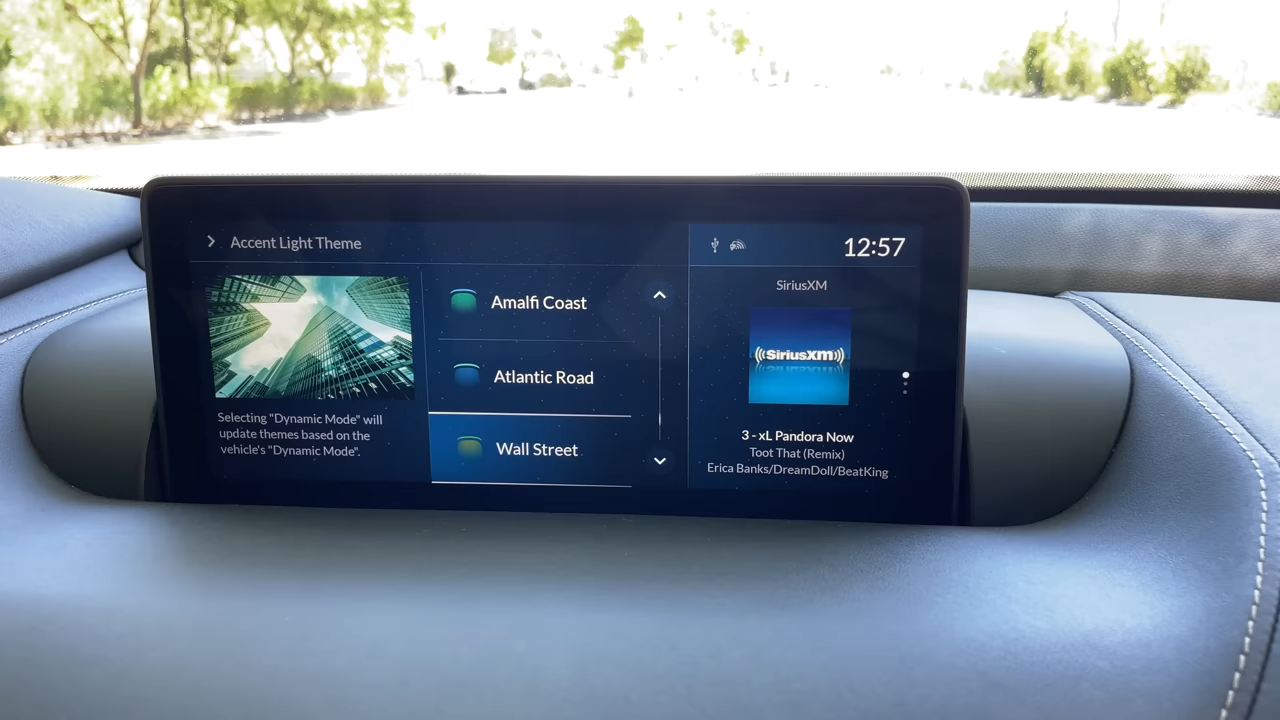 Accent Light Theme
Selecting "Dynamic Mode" will
update themes based on the
vehicle's "Dynamic Mode".
Amalfi Coast
Atlantic Road
Wall Street
12:57
SiriusXM
((SiriusXM))
3 - xL Pandora Now
Toot That (Remix)
Erica Banks/DreamDoll/BeatKing